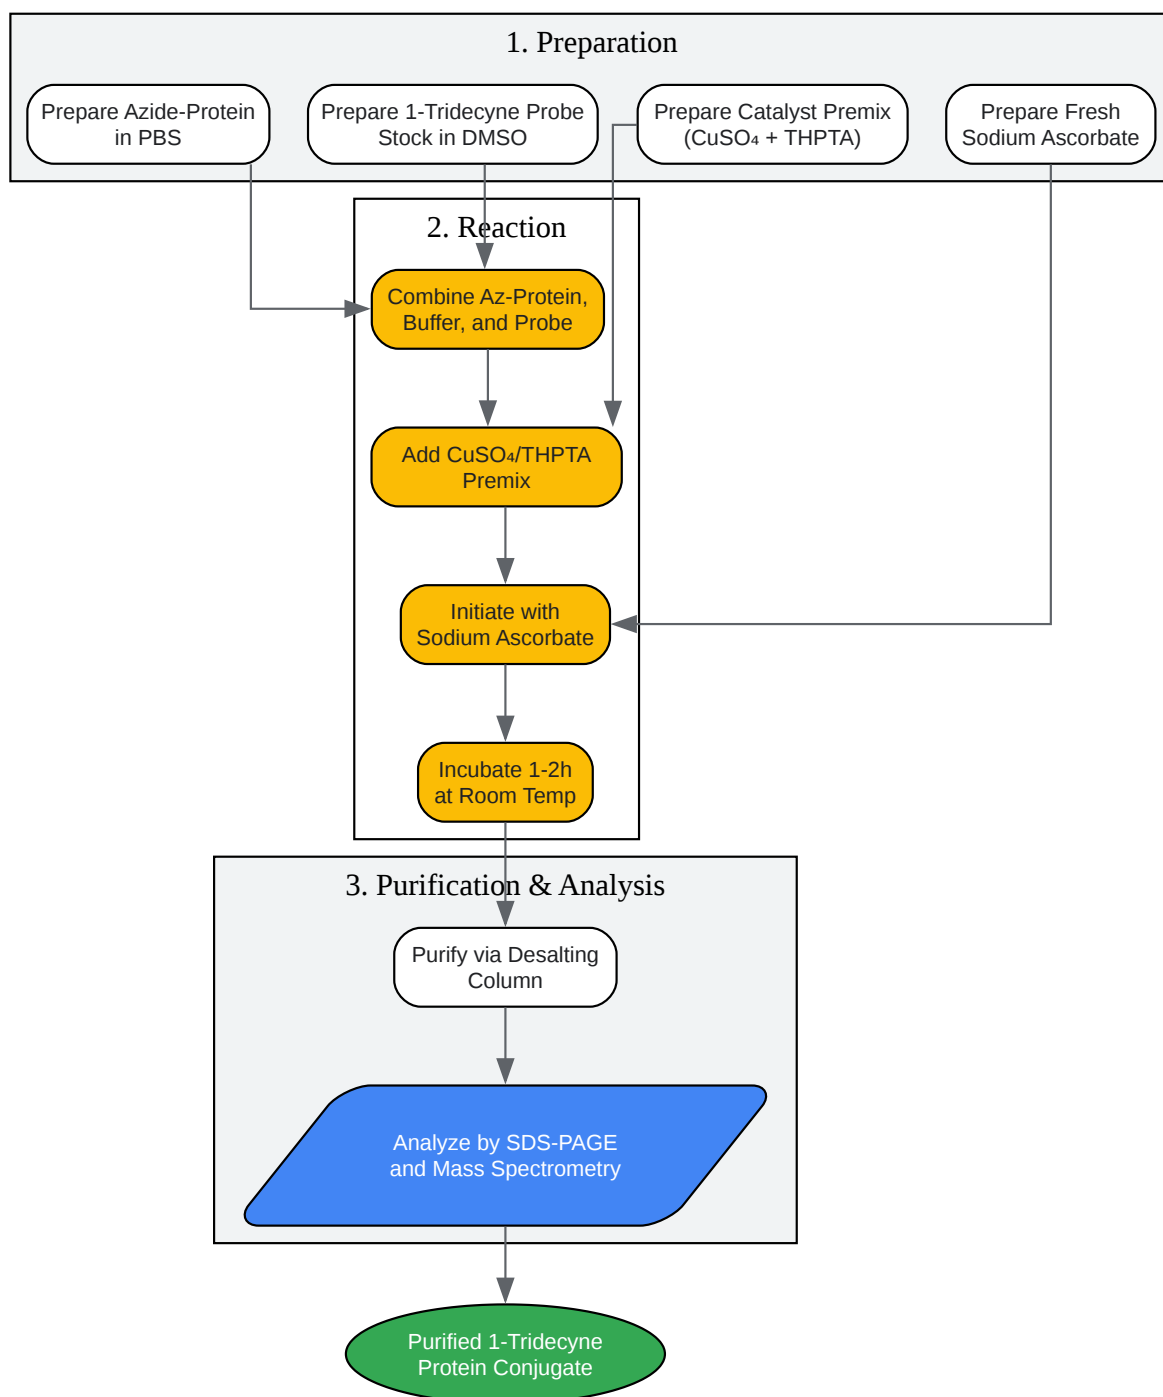 1. Preparation
Prepare Azide-Protein
in PBS
Prepare 1-Tridecyne Probe
Stock in DMSO
Prepare Catalyst Premix
(CuSO₄ + THPTA)
Prepare Fresh
Sodium Ascorbate
2. Reaction
Combine Az-Protein,
Buffer, and Probe
Add CuSO₄/THPTA
Premix
Initiate with
Sodium Ascorbate
Incubate 1-2h
at Room Temp
3. Purification & Analysis
Purify via Desalting
Column
Analyze by SDS-PAGE
and Mass Spectrometry
Purified 1-Tridecyne
Protein Conjugate